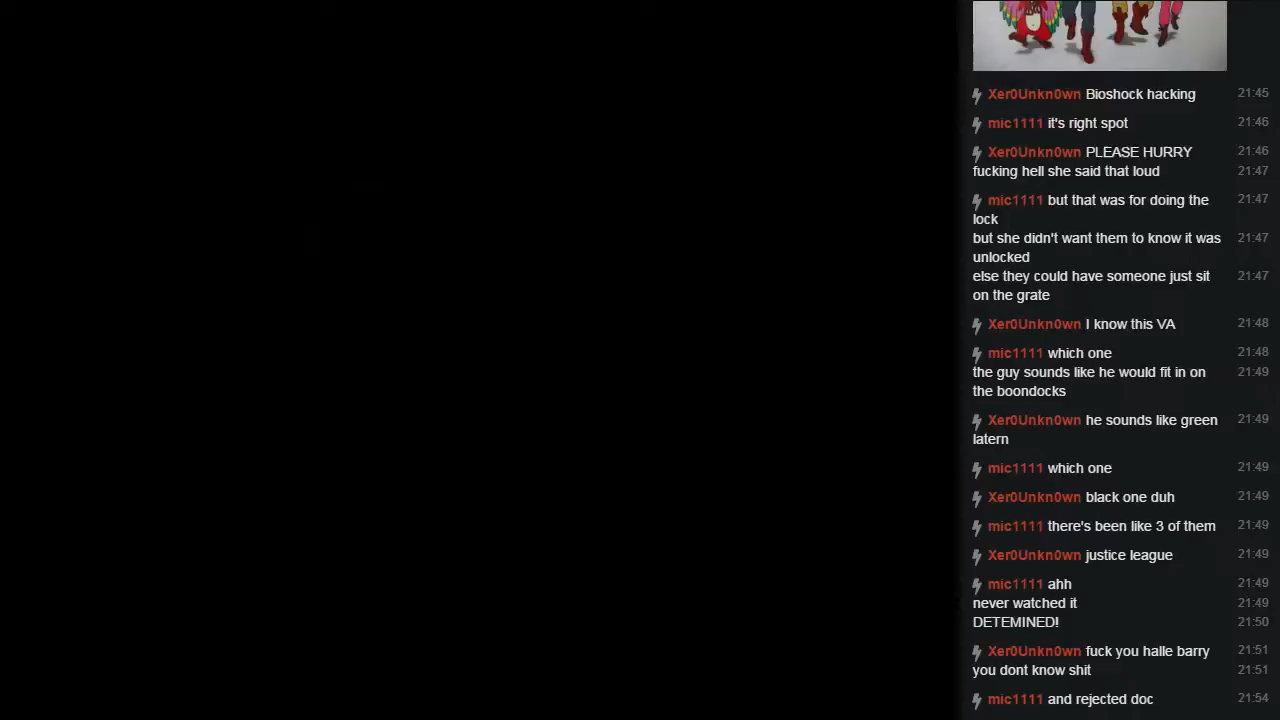 Xer0Unkn0wn Bioshock hacking 21:45
mic1111 it's right spot 21:46
Xer0Unkn0wn PLEASE HURRY 21:46
fucking hell she said that loud 21:47
mic1111 but that was for doing the 21:47
lock
but she didn't want them to know it was 21:47
unlocked
else they could have someone just sit 21:47
on the grate
Xer0Unkn0wn I know this VA 21:48
mic1111 which one 21:48
the guy sounds like he would fit in on 21:49
the boondocks
Xer0Unkn0wn he sounds like green 21:49
latern
mic1111 which one 21:49
Xer0Unkn0wn black one duh 21:49
mic1111 there's been like 3 of them 21:49
Xer0Unkn0wn justice league 21:49
mic1111 ahh 21:49
never watched it 21:49
DETEMINED! 21:50
Xer0Unkn0wn fuck you halle barry 21:51
you dont know shit 21:51
mic1111 and rejected doc 21:54